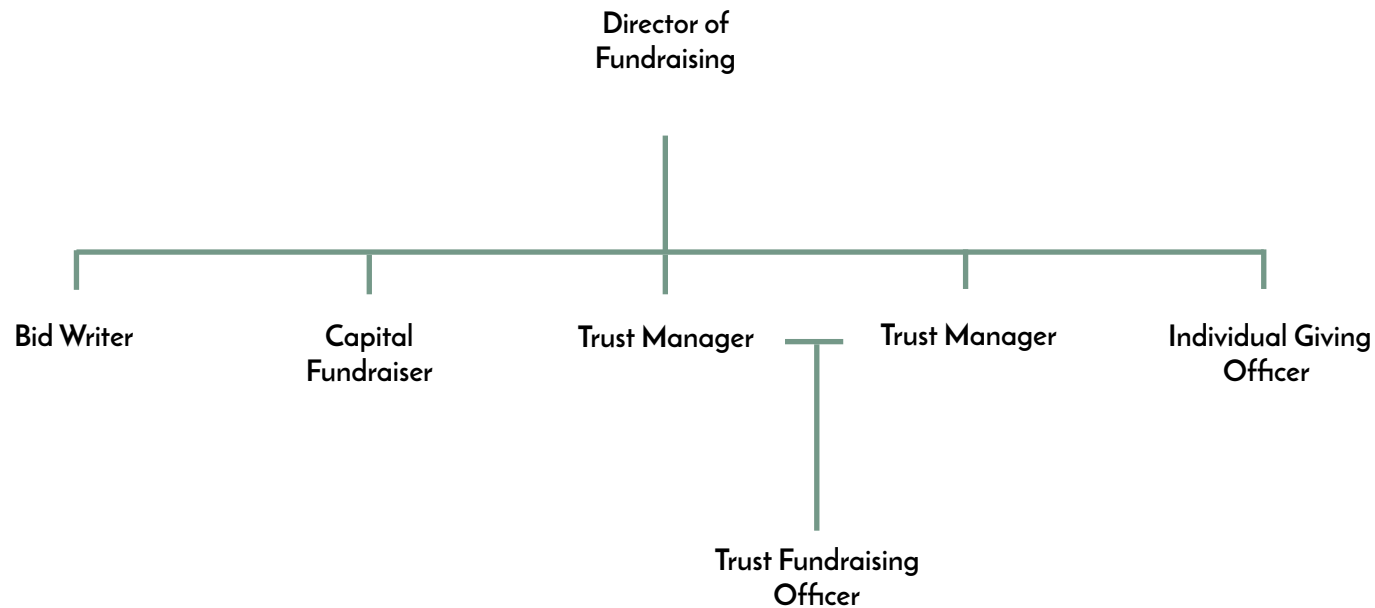 Director of
Fundraising
Bid Writer
Capital
Fundraiser
Trust Manager
Trust Manager
Individual Giving
Officer
Trust Fundraising
Officer